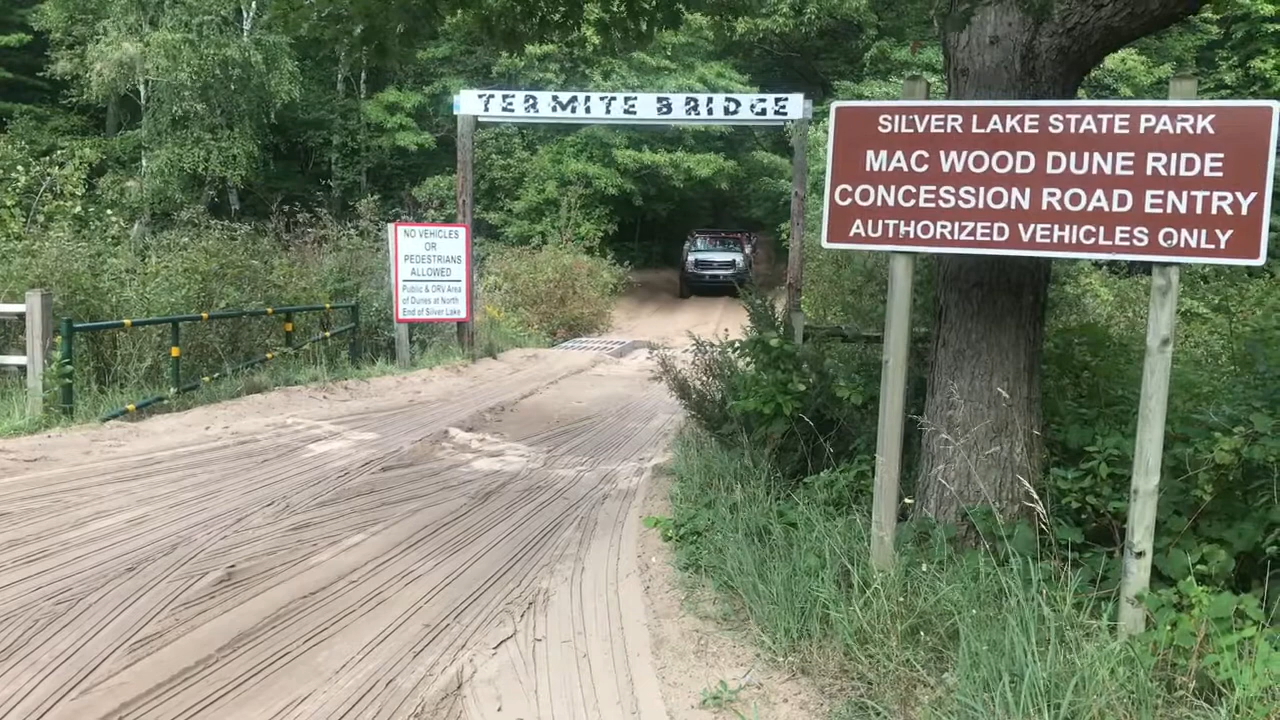 TERMITE BRIDGE
SILVER LAKE STATE PARK
MAC WOOD DUNE RIDE
CONCESSION ROAD ENTRY
AUTHORIZED VEHICLES ONLY
NO VEHICLES
OR
PEDESTRIANS
ALLOWED
Public & ORV Area
of Dunes at North
End of Silver Lake